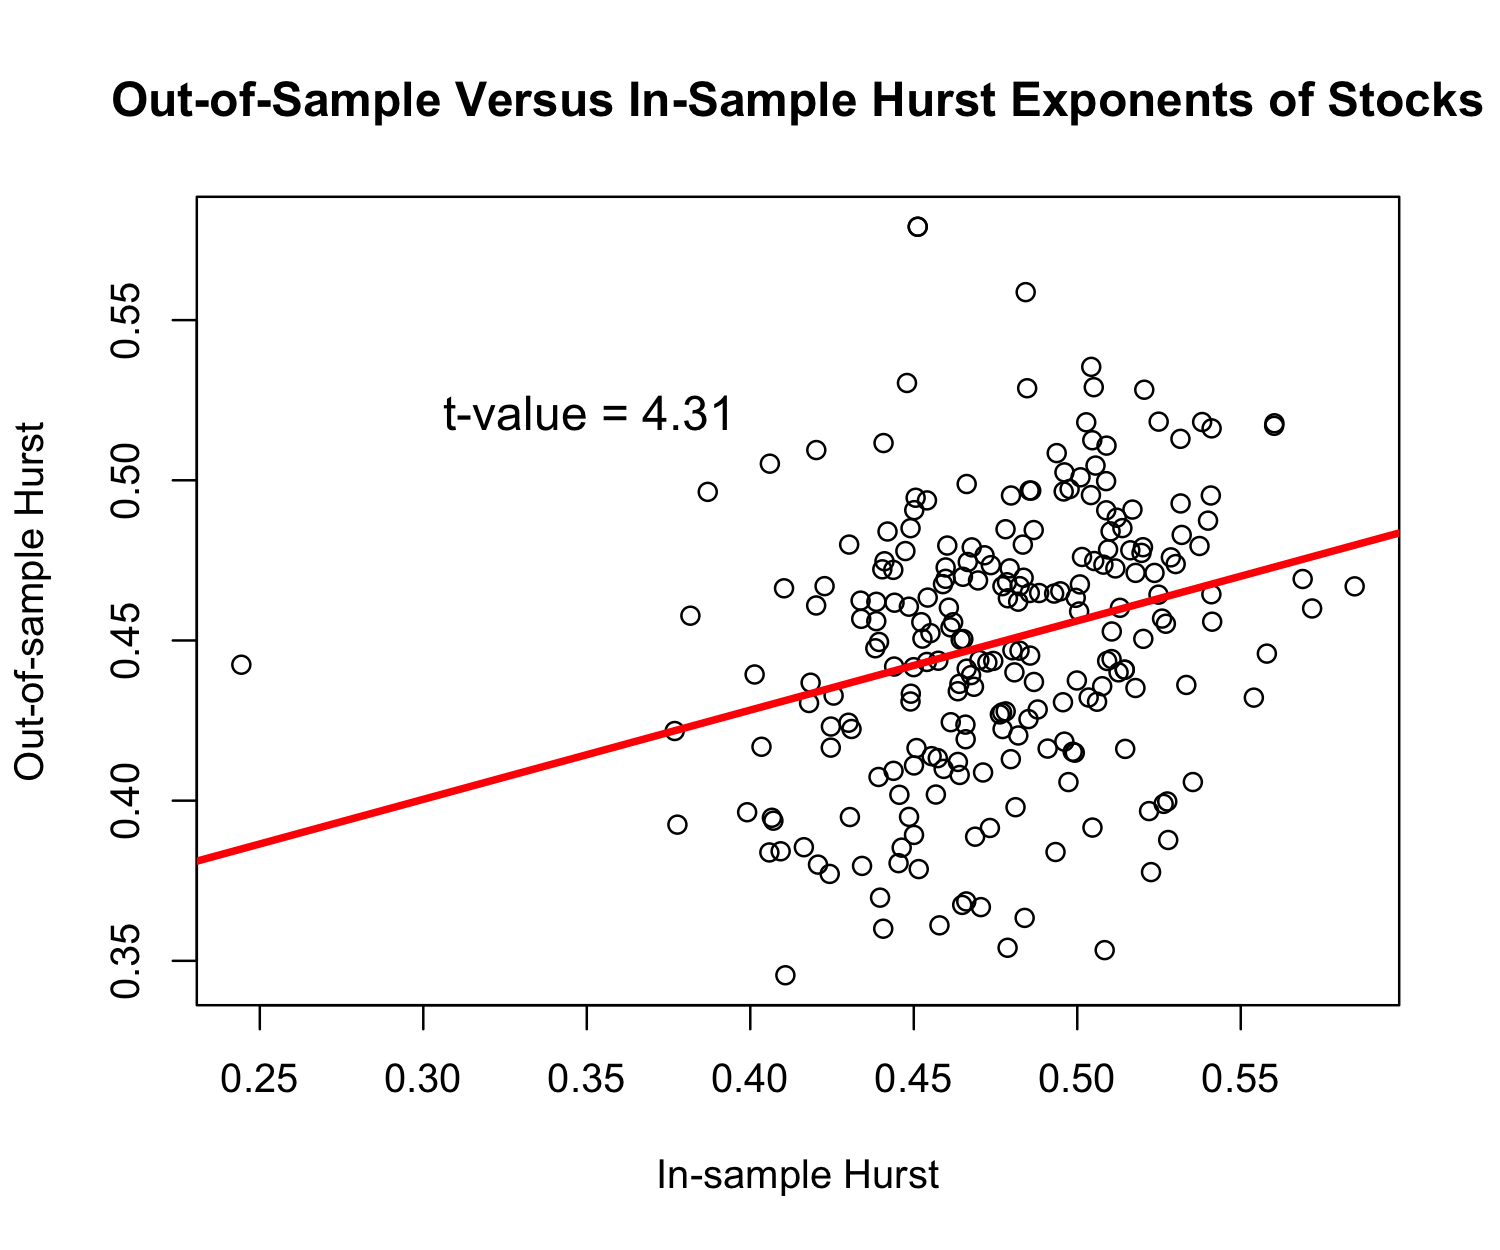 Out-of-Sample Versus In-Sample Hurst Exponents of Stocks
t-value = 4.31
Out-of-sample Hurst
0.55
0.50
0.45
0.40
0.35
0.25 0.30 0.35 0.40 0.45 0.50 0.55
In-sample Hurst